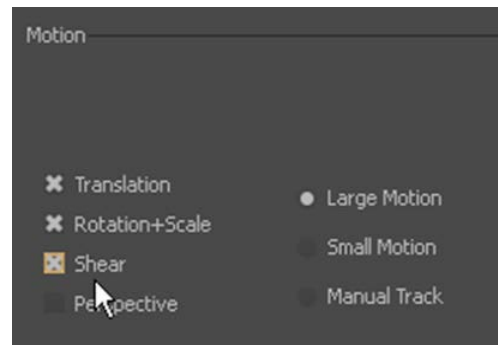 Motion
Translation
Rotation+Scale
Shear
Perspective
Large Motion
Small Motion
Manual Track